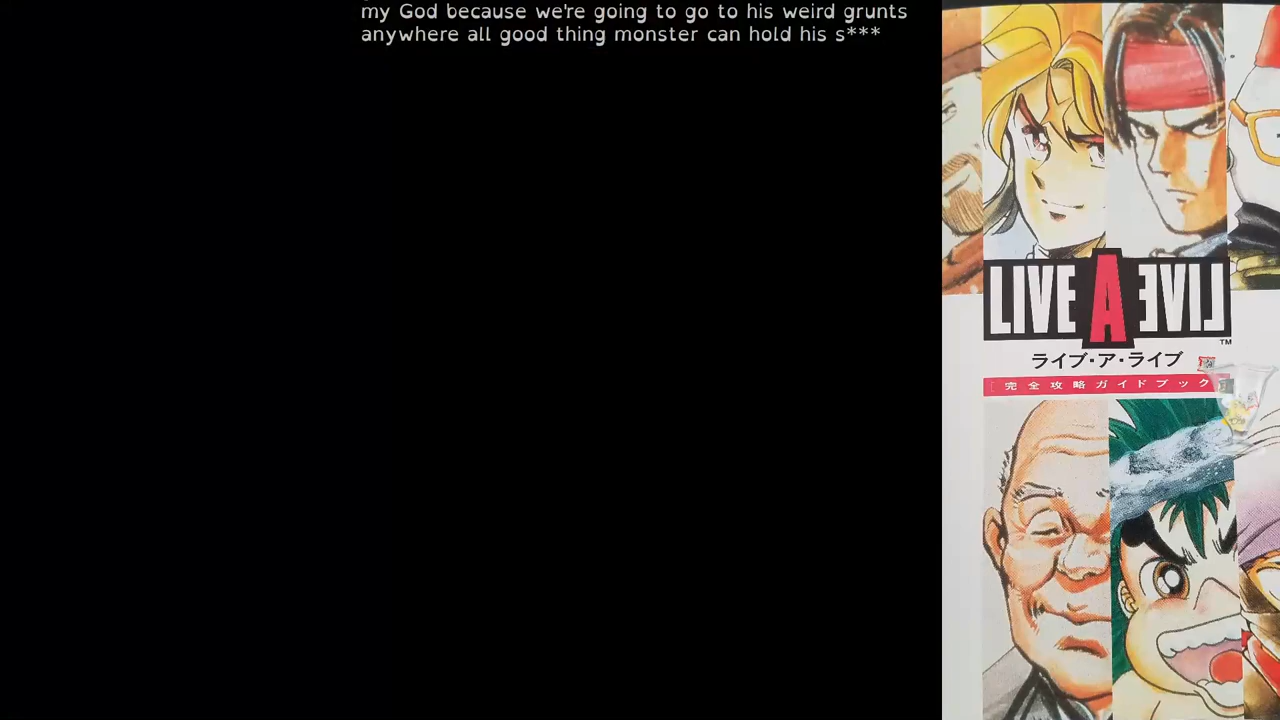 my God because we're going to go to his weird grunts
anywhere all good thing monster can hold his s***
LIVE A LIVE
TM
ライブ・ア・ライブ
[完全攻略ガイドブック